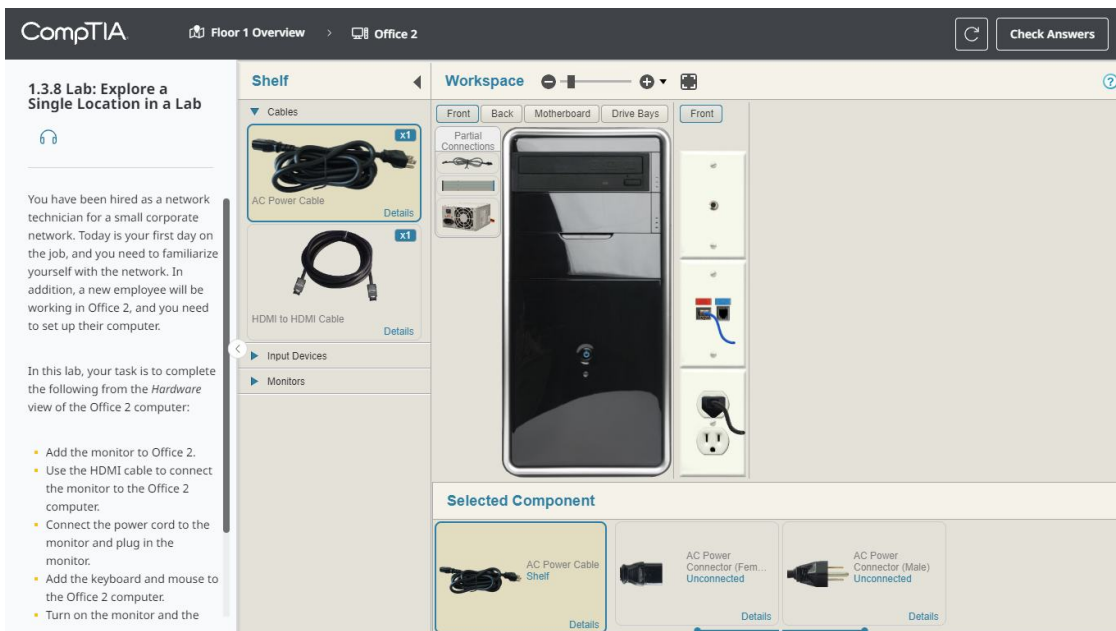 CompTIA.
Floor 1 Overview > Office 2
Check Answers
1.3.8 Lab: Explore a
Single Location in a Lab
You have been hired as a network
technician for a small corporate
network. Today is your first day on
the job, and you need to familiarize
yourself with the network. In
addition, a new employee will be
working in Office 2, and you need
to set up their computer.
In this lab, your task is to complete
the following from the Hardware
view of the Office 2 computer:
Add the monitor to Office 2.
Use the HDMI cable to connect
the monitor to the Office 2
computer.
Connect the power cord to the
monitor and plug in the
monitor.
Add the keyboard and mouse to
the Office 2 computer.
Turn on the monitor and the
Shelf
Cables
x1
AC Power Cable
Details
x1
HDMI to HDMI Cable
Details
Input Devices
Monitors
Workspace
Front Back Motherboard Drive Bays
Partial
Connections
Front
Selected Component
AC Power Cable
Shelf
Details
AC Power
Connector (Fem...
Unconnected
Details
AC Power
Connector (Male)
Unconnected
Details